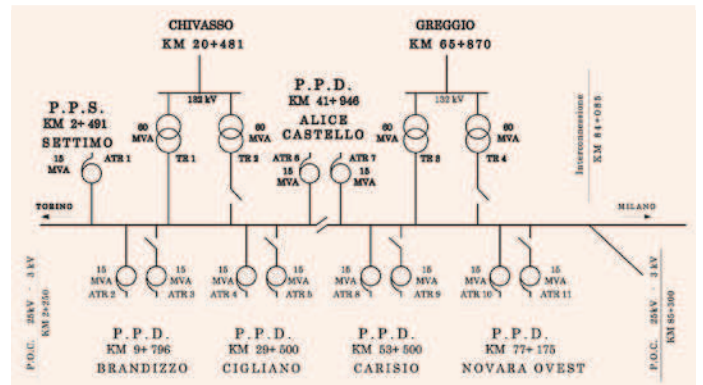 CHIVASSO
KM 20+481
GREGGIO
KM 65+870
132 kV
132 kV
P.P.D.
KM 41+946
ALICE
CASTELLO
P.P.S.
KM 2+491
SETTIMO
15
MVA
ATR 1
60
MVA
TR 1
60
MVA
TR 2
ATR 6
15
MVA
ATR 7
15
MVA
60
MVA
TR 3
60
MVA
TR 4
Interconnessione
KM 84+085
TORINO
MILANO
15
MVA
ATR 2
15
MVA
ATR 3
15
MVA
ATR 4
15
MVA
ATR 5
15
MVA
ATR 8
15
MVA
ATR 9
15
MVA
ATR 10
15
MVA
ATR 11
P.O.C. 25kV - 3 kV
KM 2+250
P.O.C. 25kV - 3 kV
KM 85+300
P.P.D.
KM 9+796
BRANDIZZO
P.P.D.
KM 29+500
CIGLIANO
P.P.D.
KM 53+500
CARISIO
P.P.D.
KM 77+175
NOVARA OVEST